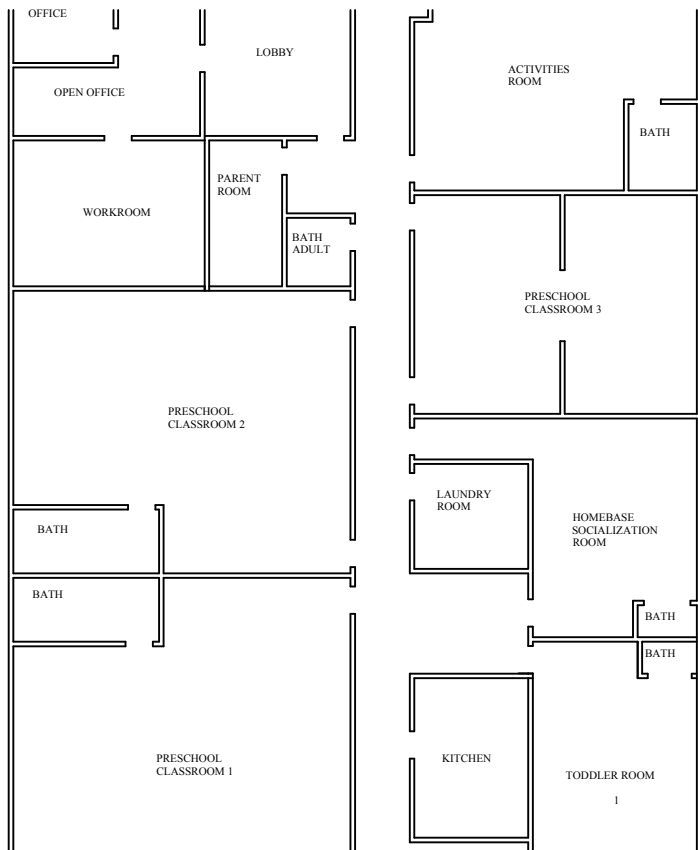 OFFICE
LOBBY
ACTIVITIES
ROOM
OPEN OFFICE
BATH
PARENT
ROOM
WORKROOM
BATH
ADULT
PRESCHOOL
CLASSROOM 3
PRESCHOOL
CLASSROOM 2
LAUNDRY
ROOM
HOMEBASE
SOCIALIZATION
ROOM
BATH
BATH
BATH
BATH
PRESCHOOL
CLASSROOM 1
KITCHEN
TODDLER ROOM
1